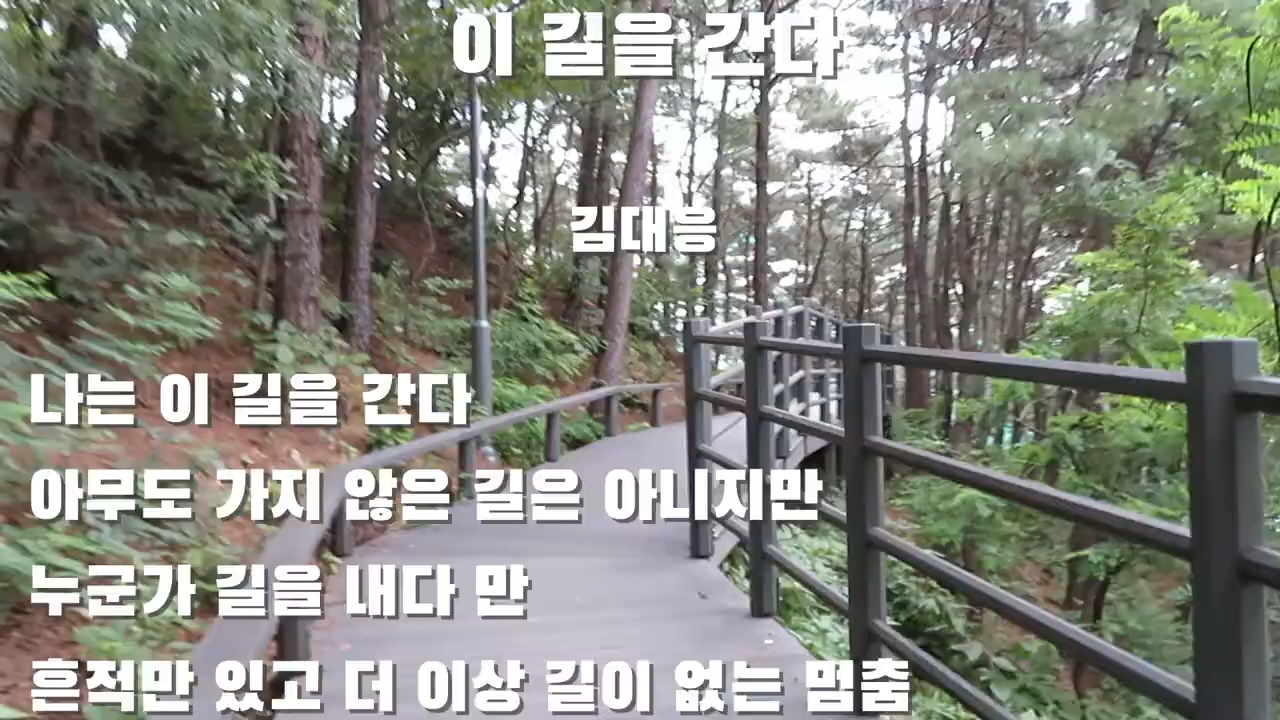 이 길을 간다
김대응
나는 이 길을 간다
아무도 가지 않은 길은 아니지만
누군가 길을 내다 만
흔적만 있고 더 이상 길이 없는 멈춤